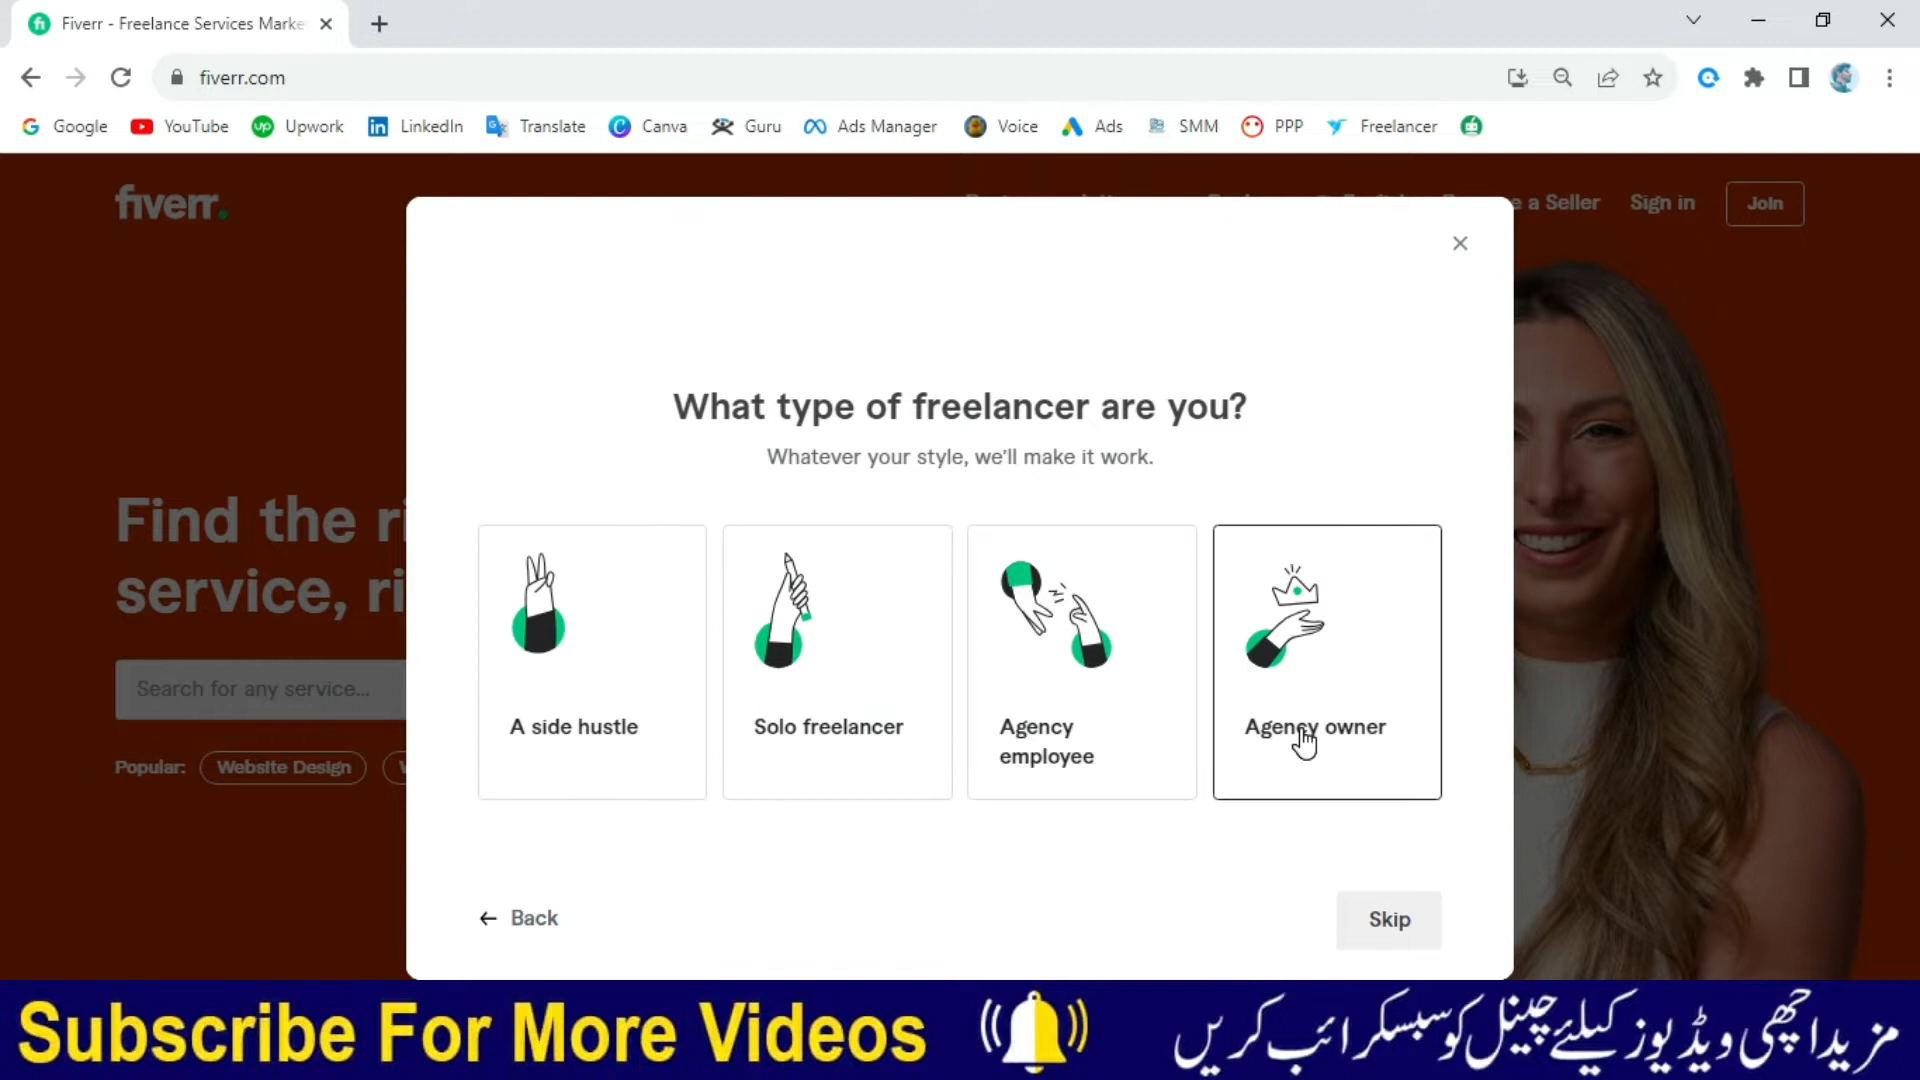 Fiverr - Freelance Services Marke
fiverr.com
Google YouTube Upwork LinkedIn Translate Canva Guru Ads Manager Voice Ads SMM PPP Freelancer
fiverr.
e a Seller Sign in Join
What type of freelancer are you?
Whatever your style, we'll make it work.
Find the ri
service, ri
Search for any service...
Popular: Website Design
A side hustle
Solo freelancer
Agency
employee
Agency owner
← Back
Skip
Subscribe For More Videos
مزید اچھی ویڈیوز کیلئے چینل کو سبسکرائب کریں